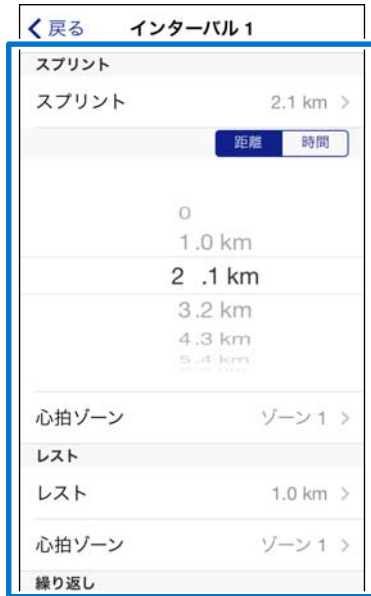 戻る インターバル 1
スプリント
スプリント 2.1 km
距離 時間
0
1.0 km
2 .1 km
3.2 km
4.3 km
5.4 km
心拍ゾーン ゾーン 1
レスト
レスト 1.0 km
心拍ゾーン ゾーン 1
繰り返し